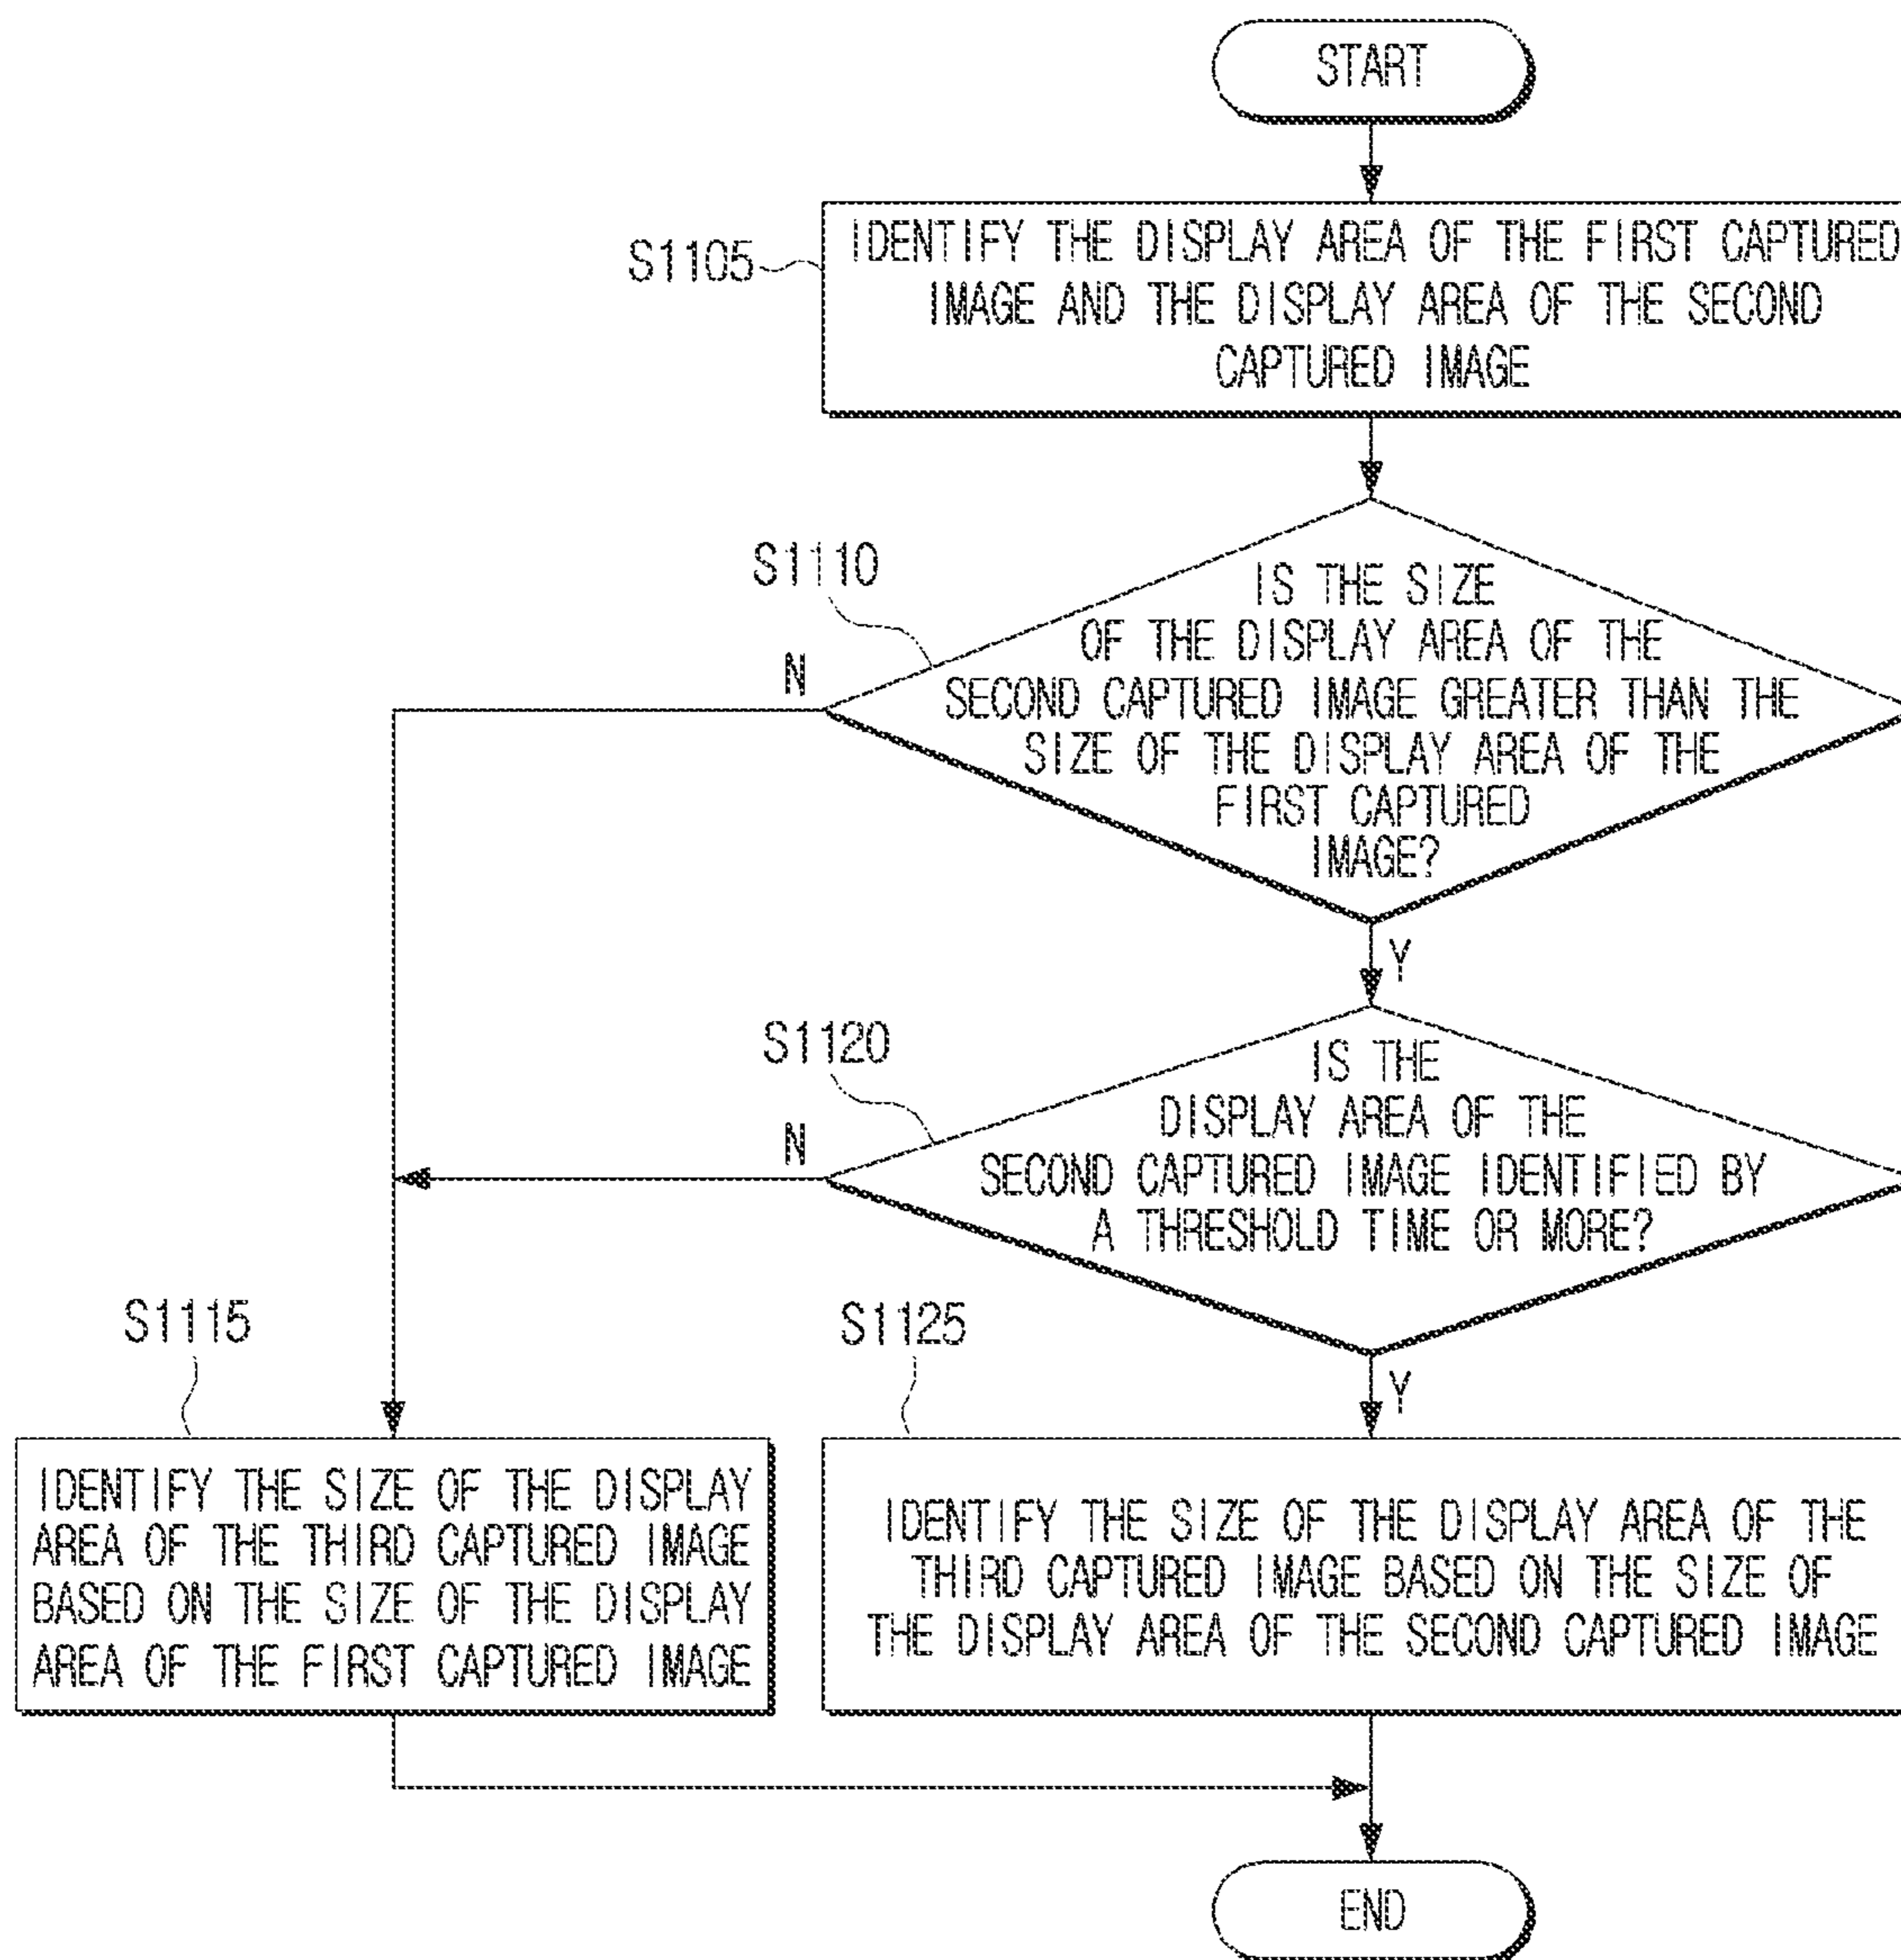 START
S1105
IDENTIFY THE DISPLAY AREA OF THE FIRST CAPTURED
IMAGE AND THE DISPLAY AREA OF THE SECOND
CAPTURED IMAGE
S1110
IS THE SIZE
OF THE DISPLAY AREA OF THE
SECOND CAPTURED IMAGE GREATER THAN THE
SIZE OF THE DISPLAY AREA OF THE
FIRST CAPTURED
IMAGE?
N
Y
S1120
IS THE
DISPLAY AREA OF THE
SECOND CAPTURED IMAGE IDENTIFIED BY
A THRESHOLD TIME OR MORE?
N
Y
S1115
IDENTIFY THE SIZE OF THE DISPLAY
AREA OF THE THIRD CAPTURED IMAGE
BASED ON THE SIZE OF THE DISPLAY
AREA OF THE FIRST CAPTURED IMAGE
S1125
IDENTIFY THE SIZE OF THE DISPLAY AREA OF THE
THIRD CAPTURED IMAGE BASED ON THE SIZE OF
THE DISPLAY AREA OF THE SECOND CAPTURED IMAGE
END